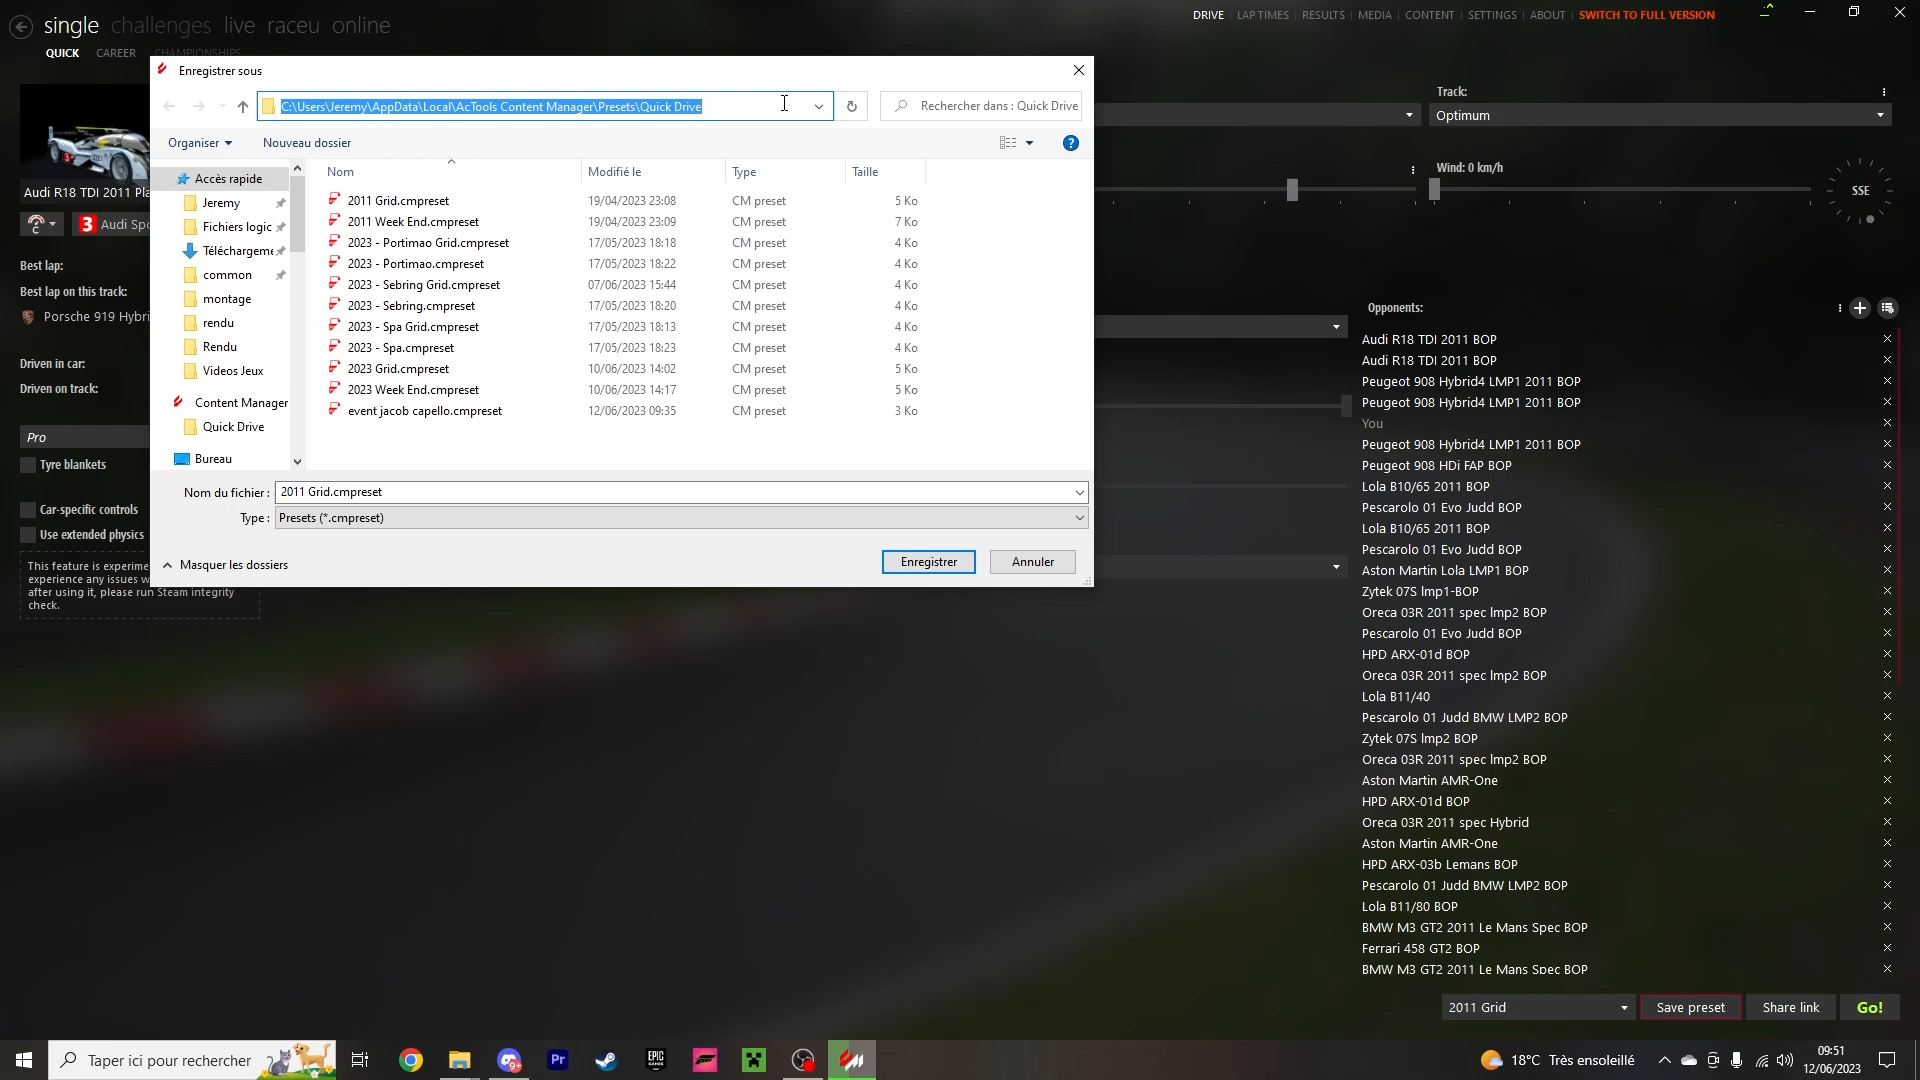 single challenges live raceu online
DRIVE LAP TIMES RESULTS MEDIA CONTENT SETTINGS ABOUT SWITCH TO FULL VERSION
QUICK CAREER CHAMPIONSHIPS
Enregistrer sous
C:\Users\Jeremy\AppData\Local\AcTools Content Manager\Presets\Quick Drive
Rechercher dans : Quick Drive
Organiser
Nouveau dossier
Nom Modifié le Type Taille
Accès rapide
Jeremy
Fichiers logic
Téléchargeme
common
montage
rendu
Rendu
Videos Jeux
Content Manager
Quick Drive
Bureau
2011 Grid.cmpreset 19/04/2023 23:08 CM preset 5 Ko
2011 Week End.cmpreset 19/04/2023 23:09 CM preset 7 Ko
2023 - Portimao Grid.cmpreset 17/05/2023 18:18 CM preset 4 Ko
2023 - Portimao.cmpreset 17/05/2023 18:22 CM preset 4 Ko
2023 - Sebring Grid.cmpreset 07/06/2023 15:44 CM preset 4 Ko
2023 - Sebring.cmpreset 17/05/2023 18:20 CM preset 4 Ko
2023 - Spa Grid.cmpreset 17/05/2023 18:13 CM preset 4 Ko
2023 - Spa.cmpreset 17/05/2023 18:23 CM preset 4 Ko
2023 Grid.cmpreset 10/06/2023 14:02 CM preset 5 Ko
2023 Week End.cmpreset 10/06/2023 14:17 CM preset 5 Ko
event jacob capello.cmpreset 12/06/2023 09:35 CM preset 3 Ko
Nom du fichier : 2011 Grid.cmpreset
Type : Presets (*.cmpreset)
Masquer les dossiers
Enregistrer
Annuler
Audi R18 TDI 2011 Pla
3 Audi Spo
Best lap:
Best lap on this track:
Porsche 919 Hybri
Driven in car:
Driven on track:
Pro
Tyre blankets
Car-specific controls
Use extended physics
This feature is experime
experience any issues w
after using it, please run Steam integrity
check.
Track:
Optimum
Wind: 0 km/h
SSE
Opponents:
Audi R18 TDI 2011 BOP
Audi R18 TDI 2011 BOP
Peugeot 908 Hybrid4 LMP1 2011 BOP
Peugeot 908 Hybrid4 LMP1 2011 BOP
You
Peugeot 908 Hybrid4 LMP1 2011 BOP
Peugeot 908 HDi FAP BOP
Lola B10/65 2011 BOP
Pescarolo 01 Evo Judd BOP
Lola B10/65 2011 BOP
Pescarolo 01 Evo Judd BOP
Aston Martin Lola LMP1 BOP
Zytek 07S lmp1-BOP
Oreca 03R 2011 spec lmp2 BOP
Pescarolo 01 Evo Judd BOP
HPD ARX-01d BOP
Oreca 03R 2011 spec lmp2 BOP
Lola B11/40
Pescarolo 01 Judd BMW LMP2 BOP
Zytek 07S lmp2 BOP
Oreca 03R 2011 spec lmp2 BOP
Aston Martin AMR-One
HPD ARX-01d BOP
Oreca 03R 2011 spec Hybrid
Aston Martin AMR-One
HPD ARX-03b Lemans BOP
Pescarolo 01 Judd BMW LMP2 BOP
Lola B11/80 BOP
BMW M3 GT2 2011 Le Mans Spec BOP
Ferrari 458 GT2 BOP
BMW M3 GT2 2011 Le Mans Spec BOP
2011 Grid
Save preset
Share link
Go!
Taper ici pour rechercher
9+
Pr
EPIC
GAMES
18°C Très ensoleillé
09:51
12/06/2023